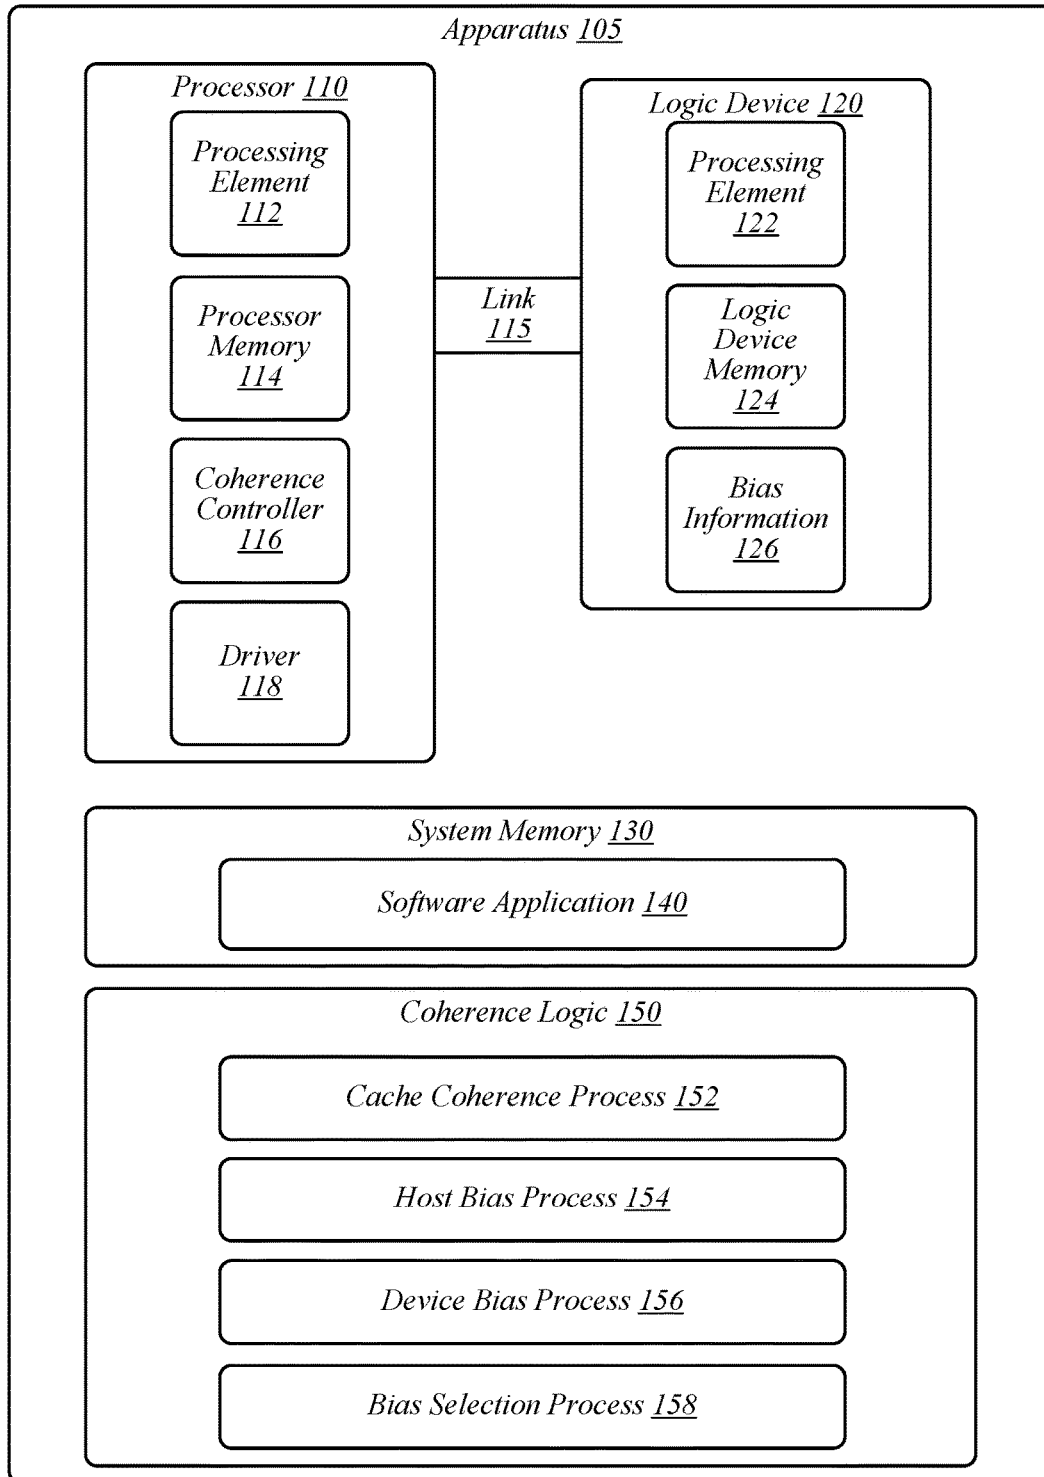 Apparatus 105
Processor 110
Processing
Element
112
Processor
Memory
114
Coherence
Controller
116
Driver
118
Link
115
Logic Device 120
Processing
Element
122
Logic
Device
Memory
124
Bias
Information
126
System Memory 130
Software Application 140
Coherence Logic 150
Cache Coherence Process 152
Host Bias Process 154
Device Bias Process 156
Bias Selection Process 158